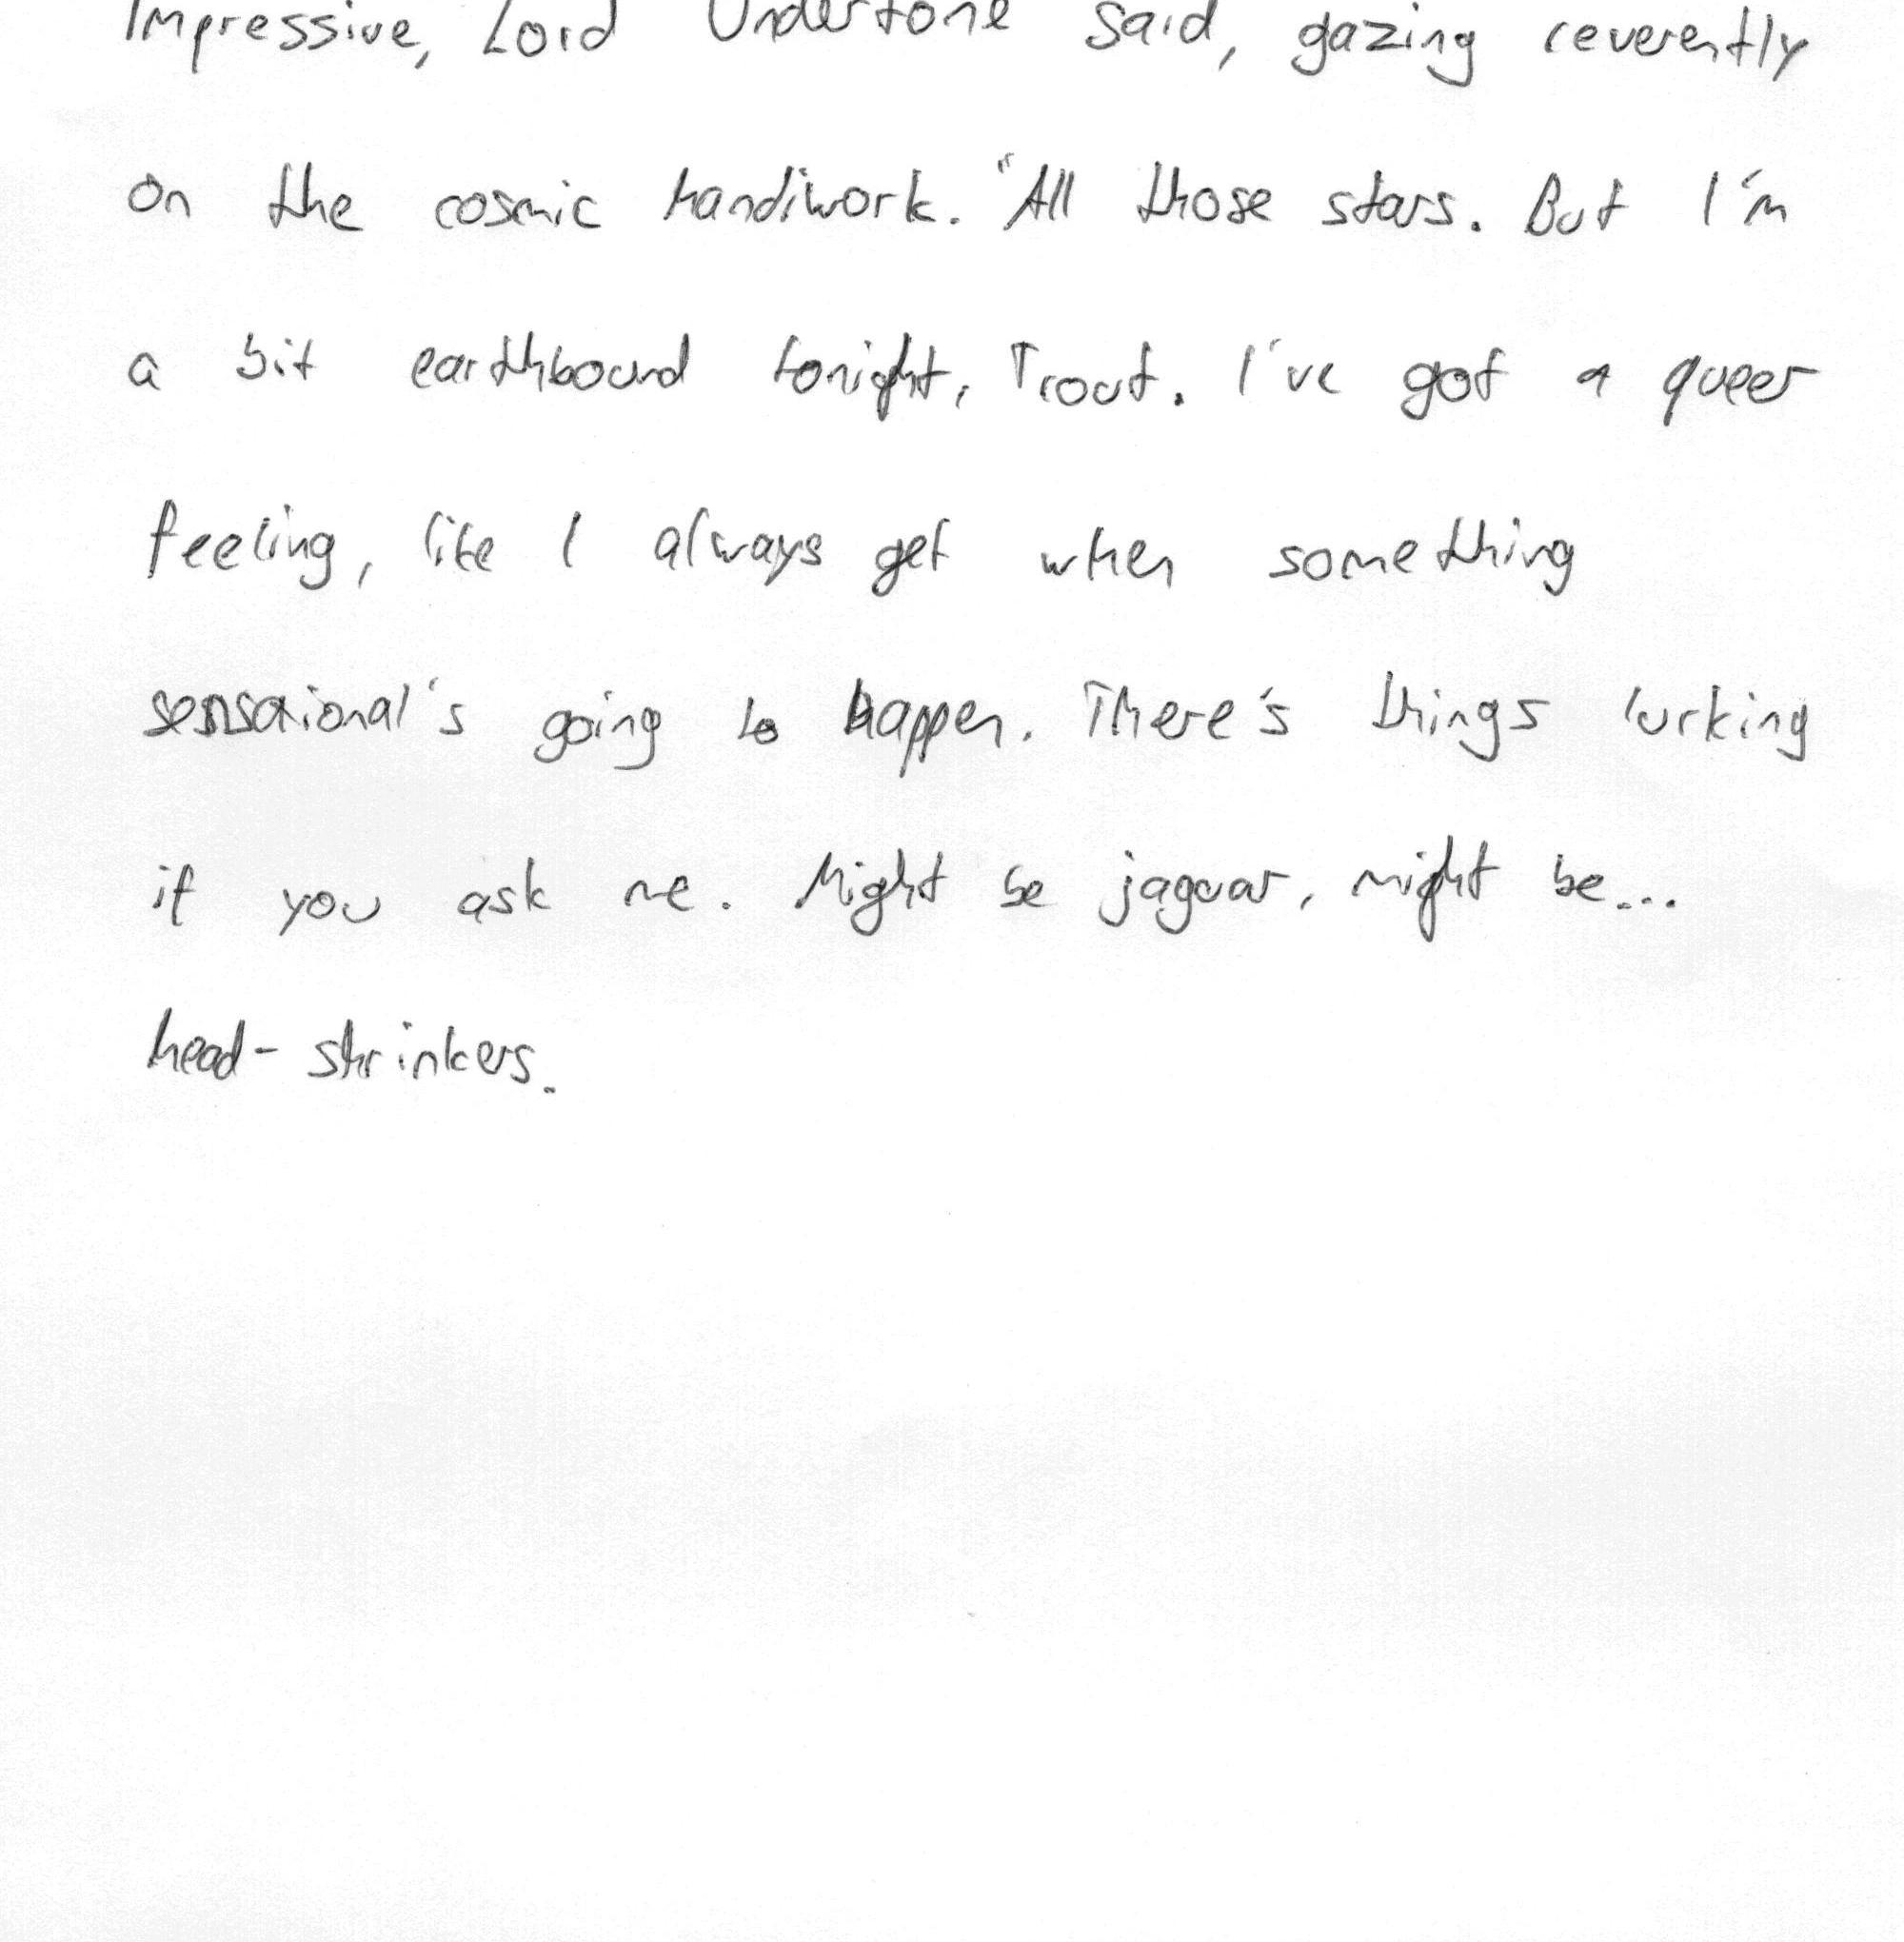 Impressive, Lord Undertone said, gazing reverently
on the cosmic handiwork. "All those stars. But I'm
a bit earthbound tonight, Trout. I've got a queer
feeling, like I always get when something
sensaional's going to happen. There's things lurking
if you ask me. Might be jaguar, might be...
head-shrinkers.